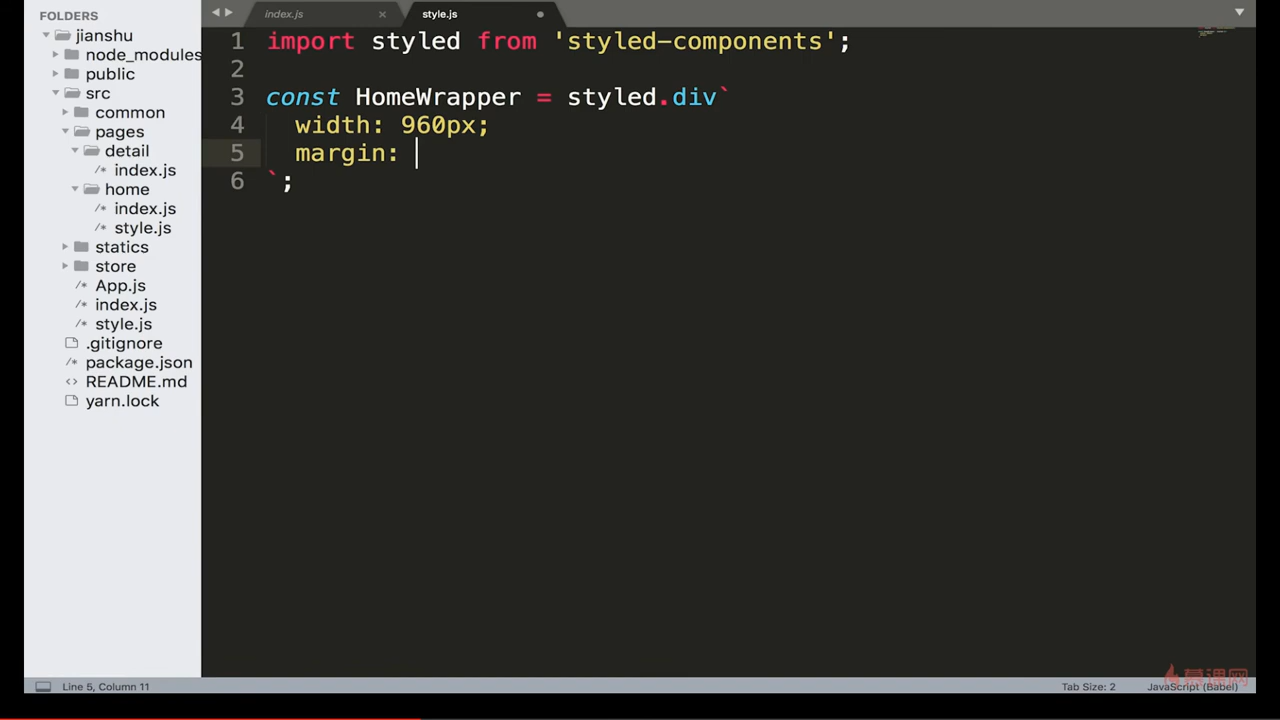 FOLDERS
jianshu
node_modules
public
src
common
pages
detail
index.js
home
index.js
style.js
statics
store
App.js
index.js
style.js
.gitignore
package.json
README.md
yarn.lock
index.js
style.js
1 import styled from 'styled-components';
2
3 const HomeWrapper = styled.div`
4 width: 960px;
5 margin:
6 `;
Line 5, Column 11
Tab Size: 2
JavaScript (Babel)
慕课网